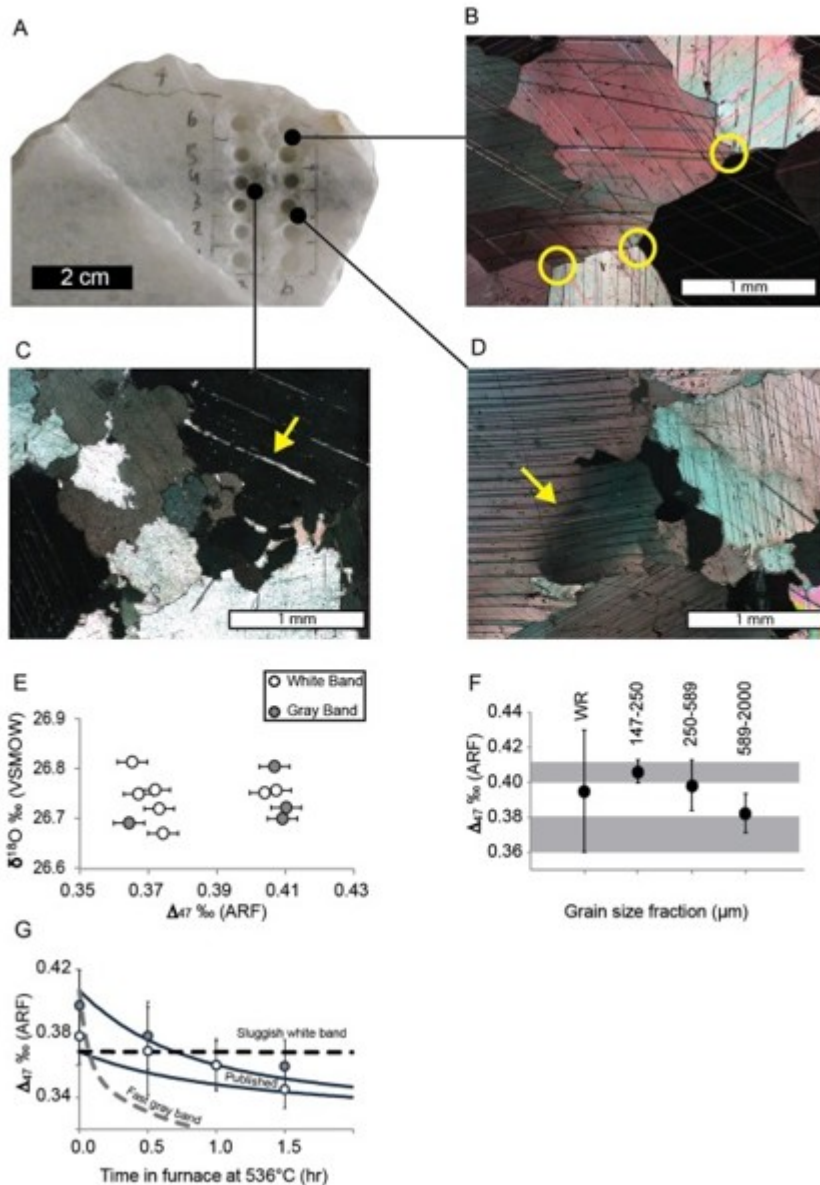 A
B
6
5
4
3
2
2 cm
1 mm
C
D
1 mm
1 mm
E
White Band
Gray Band
δ18O ‰ (VSMOW)
26.9
26.8
26.7
26.6
0.35
0.37
0.39
0.41
0.43
Δ47 ‰ (ARF)
F
WR
147-250
250-589
589-2000
Δ47 ‰ (ARF)
0.44
0.42
0.40
0.38
0.36
Grain size fraction (µm)
G
Δ47 ‰ (ARF)
0.42
0.38
0.34
Sluggish white band
Published
Fast gray band
0.0
0.5
1.0
1.5
Time in furnace at 536°C (hr)